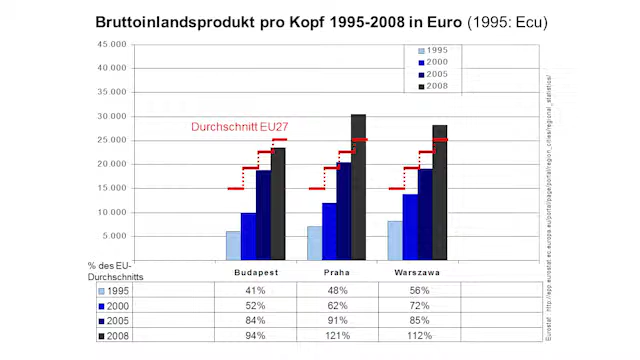 Bruttoinlandsprodukt pro Kopf 1995-2008 in Euro (1995: Ecu)
45.000
40.000
35.000
30.000
25.000
20.000
15.000
10.000
5.000
0
1995
2000
2005
2008
Durchschnitt EU27
Budapest Praha Warszawa
% des EU-
Durchschnitts
1995 41% 48% 56%
2000 52% 62% 72%
2005 84% 91% 85%
2008 94% 121% 112%